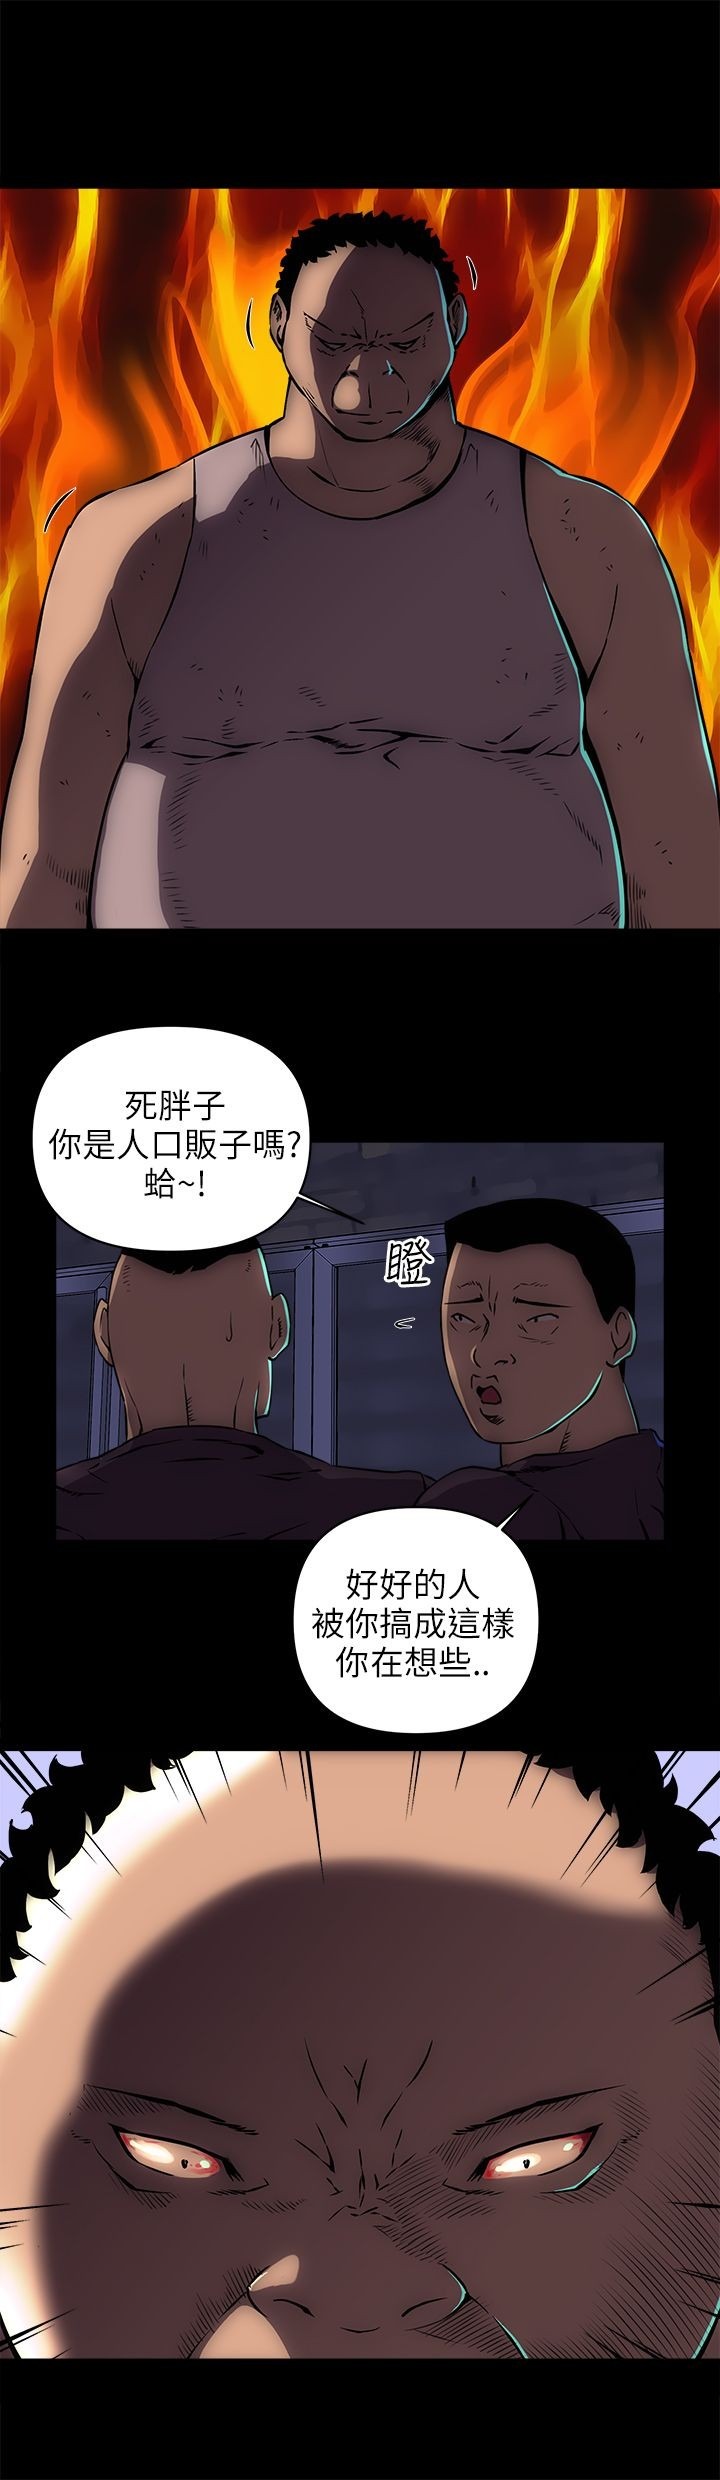 死胖子
你是人口販子嗎?
蛤~!
瞪
好好的人
被你搞成這樣
你在想些..